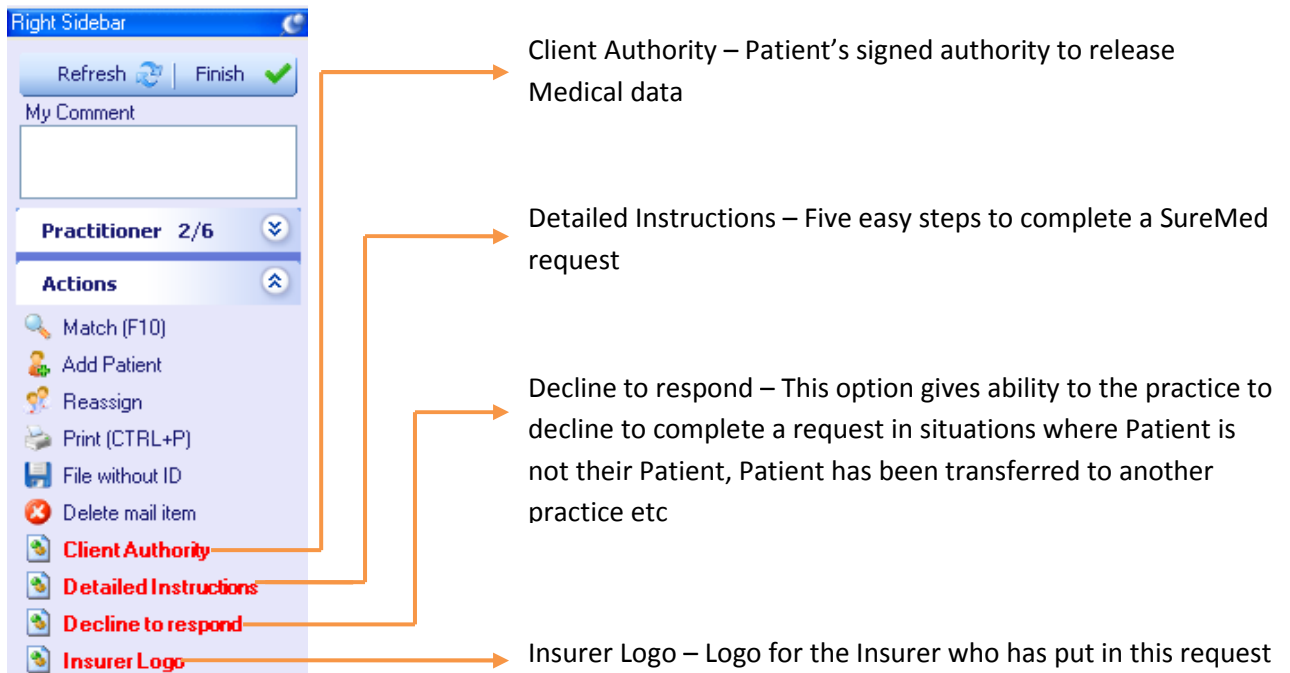 Right Sidebar
Refresh | Finish
My Comment
Practitioner 2/6
Actions
Match (F10)
Add Patient
Reassign
Print (CTRL+P)
File without ID
Delete mail item
Client Authority
Detailed Instructions
Decline to respond
Insurer Logo
Client Authority – Patient’s signed authority to release
Medical data
Detailed Instructions – Five easy steps to complete a SureMed
request
Decline to respond – This option gives ability to the practice to
decline to complete a request in situations where Patient is
not their Patient, Patient has been transferred to another
practice etc
Insurer Logo – Logo for the Insurer who has put in this request